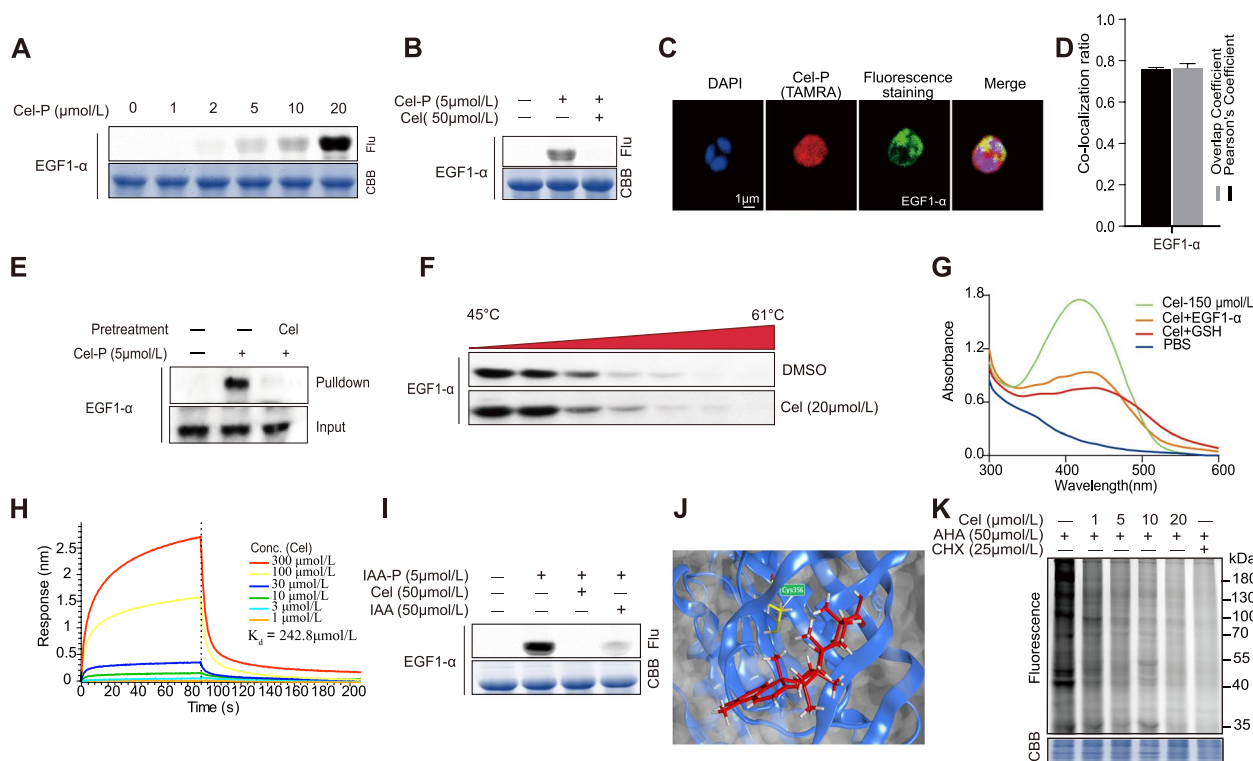 A
Cel-P (μmol/L) 0 1 2 5 10 20
EGF1-α
Flu
CBB
B
Cel-P (5μmol/L) — + +
Cel( 50μmol/L) — — +
EGF1-α
Flu
CBB
C
DAPI
Cel-P
(TAMRA)
Fluorescence
staining
Merge
1μm
EGF1-α
D
Co-localization ratio
1.0
0.8
0.6
0.4
0.2
0.0
EGF1-α
Overlap Coefficient
Pearson's Coefficient
E
Pretreatment — — Cel
Cel-P (5μmol/L) — + +
EGF1-α
Pulldown
Input
F
45°C 61°C
EGF1-α
DMSO
Cel (20μmol/L)
G
Absorbance
1.8
1.2
0.6
0.0
300 400 500 600
Wavelength(nm)
Cel-150 μmol/L
Cel+EGF1-α
Cel+GSH
PBS
H
Response (nm)
2.5
2
1.5
1
0.5
0
0 20 40 60 80 100 120 140 160 180 200
Time (s)
Conc. (Cel)
300 μmol/L
100 μmol/L
30 μmol/L
10 μmol/L
3 μmol/L
1 μmol/L
Kd = 242.8μmol/L
I
IAA-P (5μmol/L) — + + +
Cel (50μmol/L) — — + —
IAA (50μmol/L) — — — +
EGF1-α
Flu
CBB
J
Cys356
K
Cel (μmol/L) — 1 5 10 20 —
AHA (50μmol/L) + + + + + +
CHX (25μmol/L) — — — — — +
kDa
180
130
100
70
55
40
35
Fluorescence
CBB